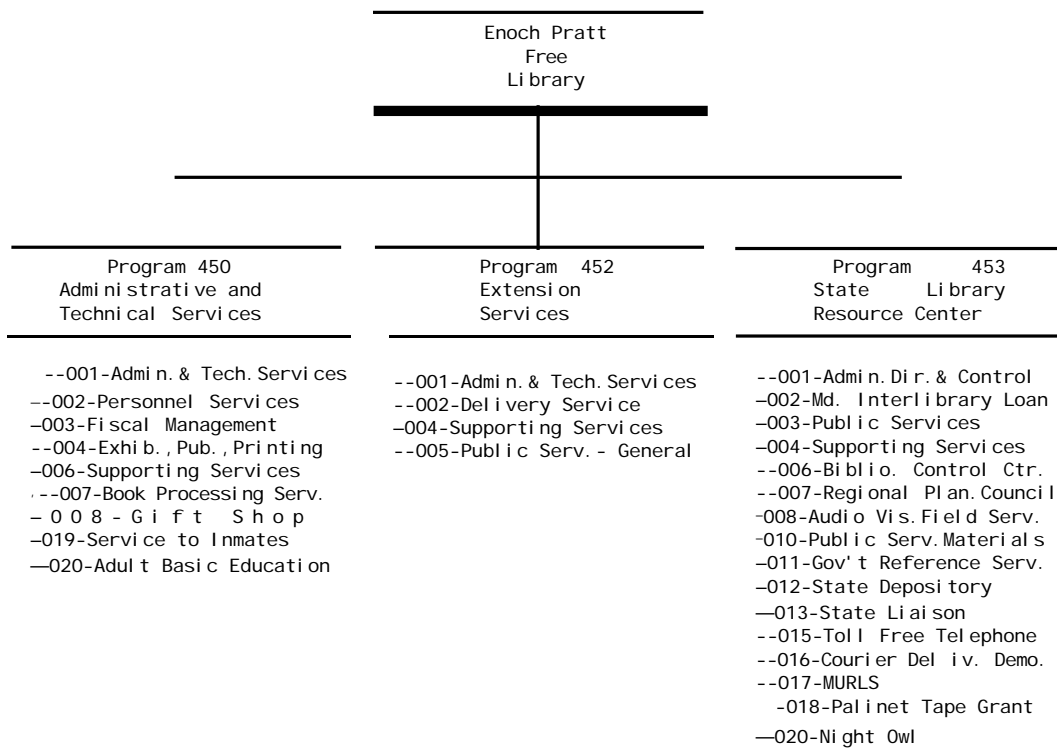 Enoch Pratt
Free
Library
Program 450
Administrative and
Technical Services
--001-Admin.& Tech.Services
--002-Personnel Services
—003-Fiscal Management
--004-Exhib.,Pub.,Printing
—006-Supporting Services
--007-Book Processing Serv.
—008-Gift Shop
—019-Service to Inmates
—020-Adult Basic Education
Program 452
Extension
Services
--001-Admin.& Tech.Services
--002-Delivery Service
—004-Supporting Services
--005-Public Serv.- General
Program 453
State Library
Resource Center
--001-Admin.Dir.& Control
—002-Md. Interlibrary Loan
—003-Public Services
—004-Supporting Services
--006-Biblio. Control Ctr.
--007-Regional Plan.Council
-008-Audio Vis.Field Serv.
-010-Public Serv.Materials
—011-Gov't Reference Serv.
—012-State Depository
—013-State Liaison
--015-Toll Free Telephone
--016-Courier Deliv. Demo.
--017-MURLS
-018-Palinet Tape Grant
—020-Night Owl